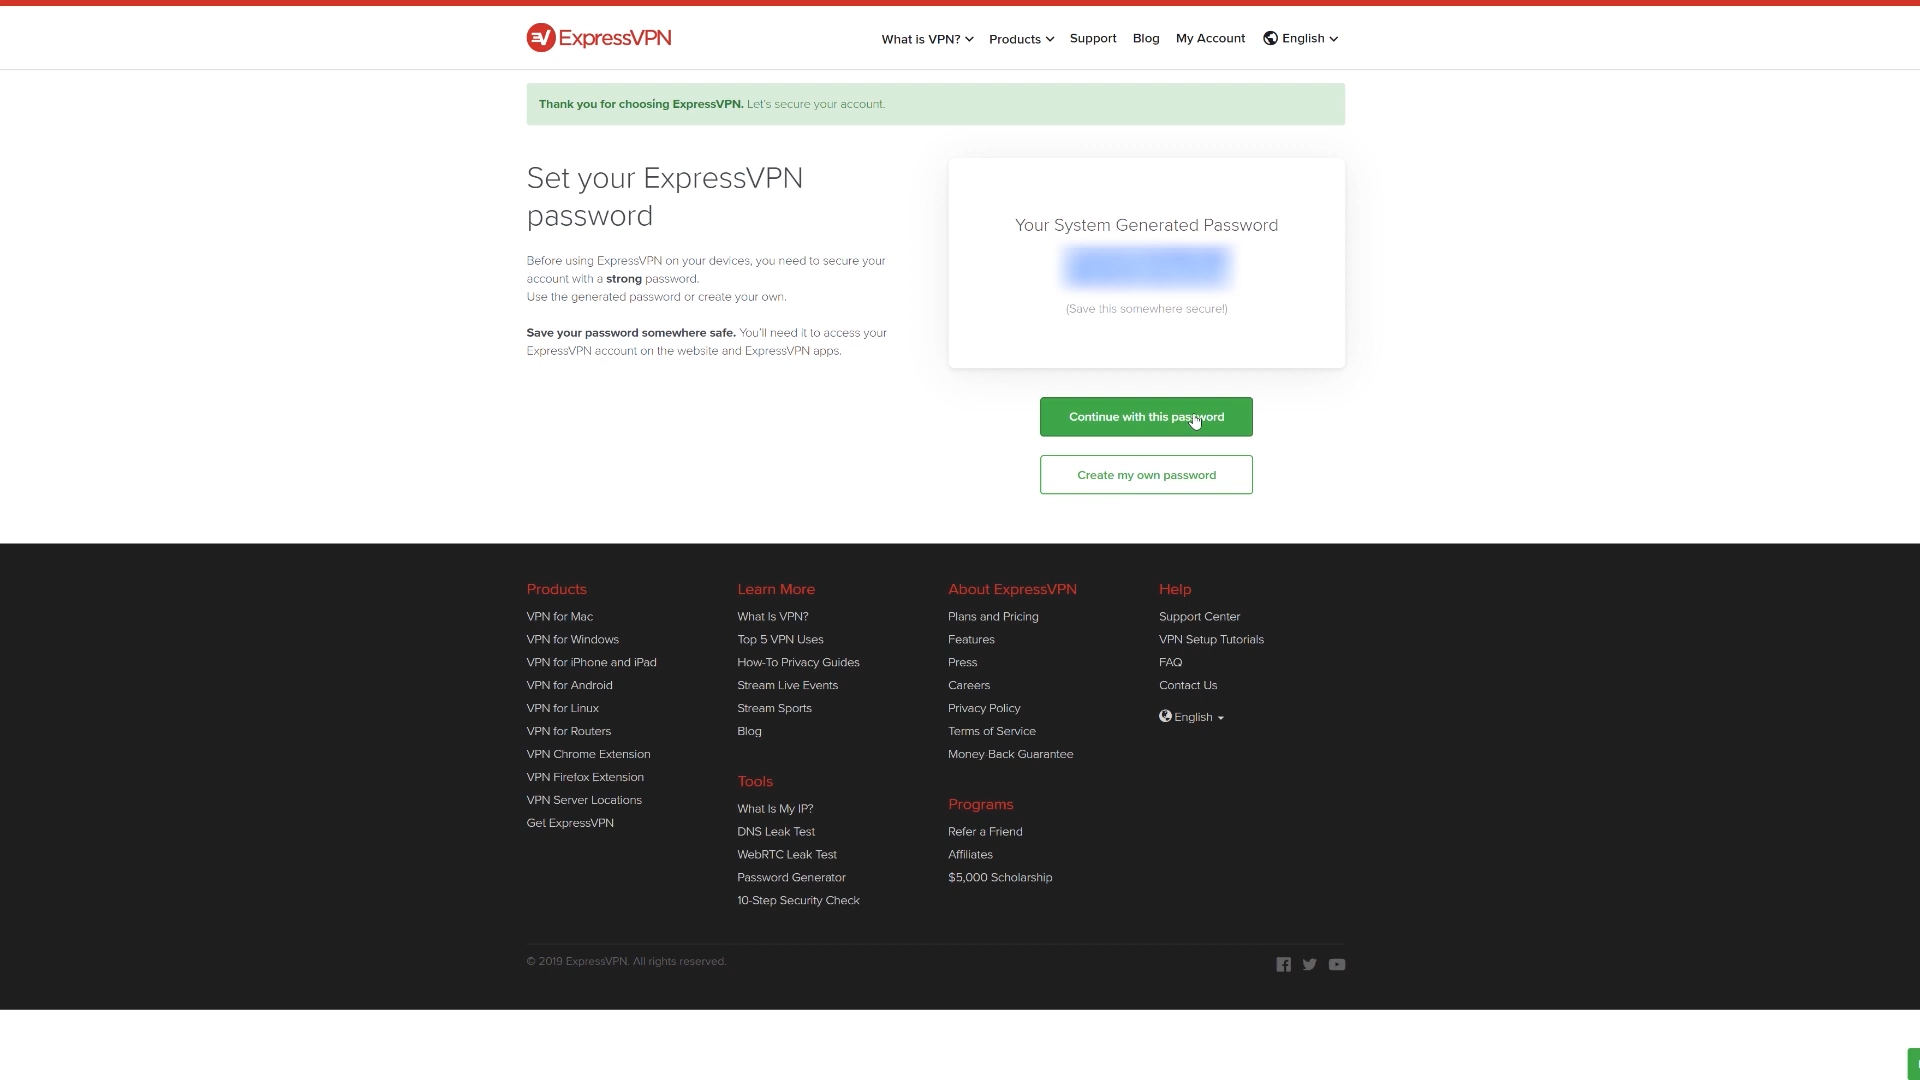 ExpressVPN
What is VPN?
Products
Support
Blog
My Account
English
Thank you for choosing ExpressVPN. Let's secure your account.
Set your ExpressVPN
password
Before using ExpressVPN on your devices, you need to secure your
account with a strong password.
Use the generated password or create your own.
Save your password somewhere safe. You'll need it to access your
ExpressVPN account on the website and ExpressVPN apps.
Your System Generated Password
(Save this somewhere secure!)
Continue with this password
Create my own password
Products
VPN for Mac
VPN for Windows
VPN for iPhone and iPad
VPN for Android
VPN for Linux
VPN for Routers
VPN Chrome Extension
VPN Firefox Extension
VPN Server Locations
Get ExpressVPN
Learn More
What Is VPN?
Top 5 VPN Uses
How-To Privacy Guides
Stream Live Events
Stream Sports
Blog
Tools
What Is My IP?
DNS Leak Test
WebRTC Leak Test
Password Generator
10-Step Security Check
About ExpressVPN
Plans and Pricing
Features
Press
Careers
Privacy Policy
Terms of Service
Money Back Guarantee
Programs
Refer a Friend
Affiliates
$5,000 Scholarship
Help
Support Center
VPN Setup Tutorials
FAQ
Contact Us
English
© 2019 ExpressVPN. All rights reserved.